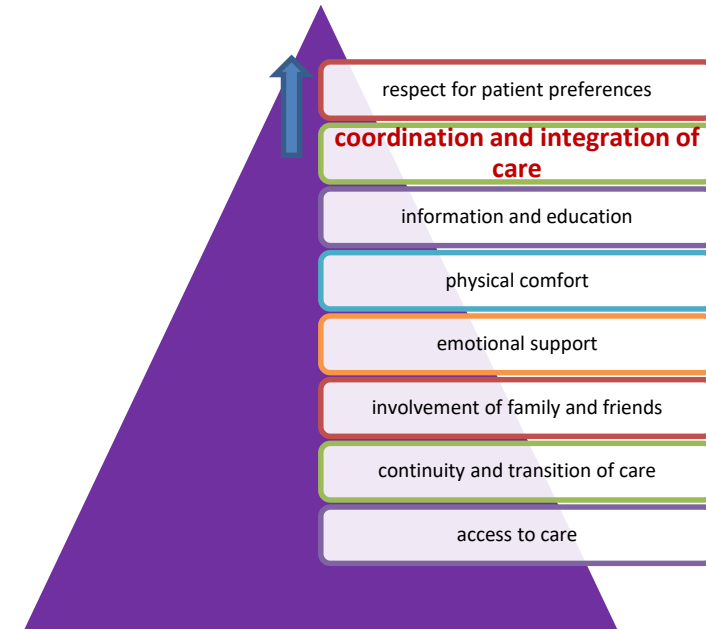 respect for patient preferences
coordination and integration of
care
information and education
physical comfort
emotional support
involvement of family and friends
continuity and transition of care
access to care